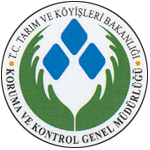 T.C. TARIM VE KÖYİŞLERİ BAKANLIĞI
KORUMA VE KONTROL GENEL MÜDÜRLÜĞÜ